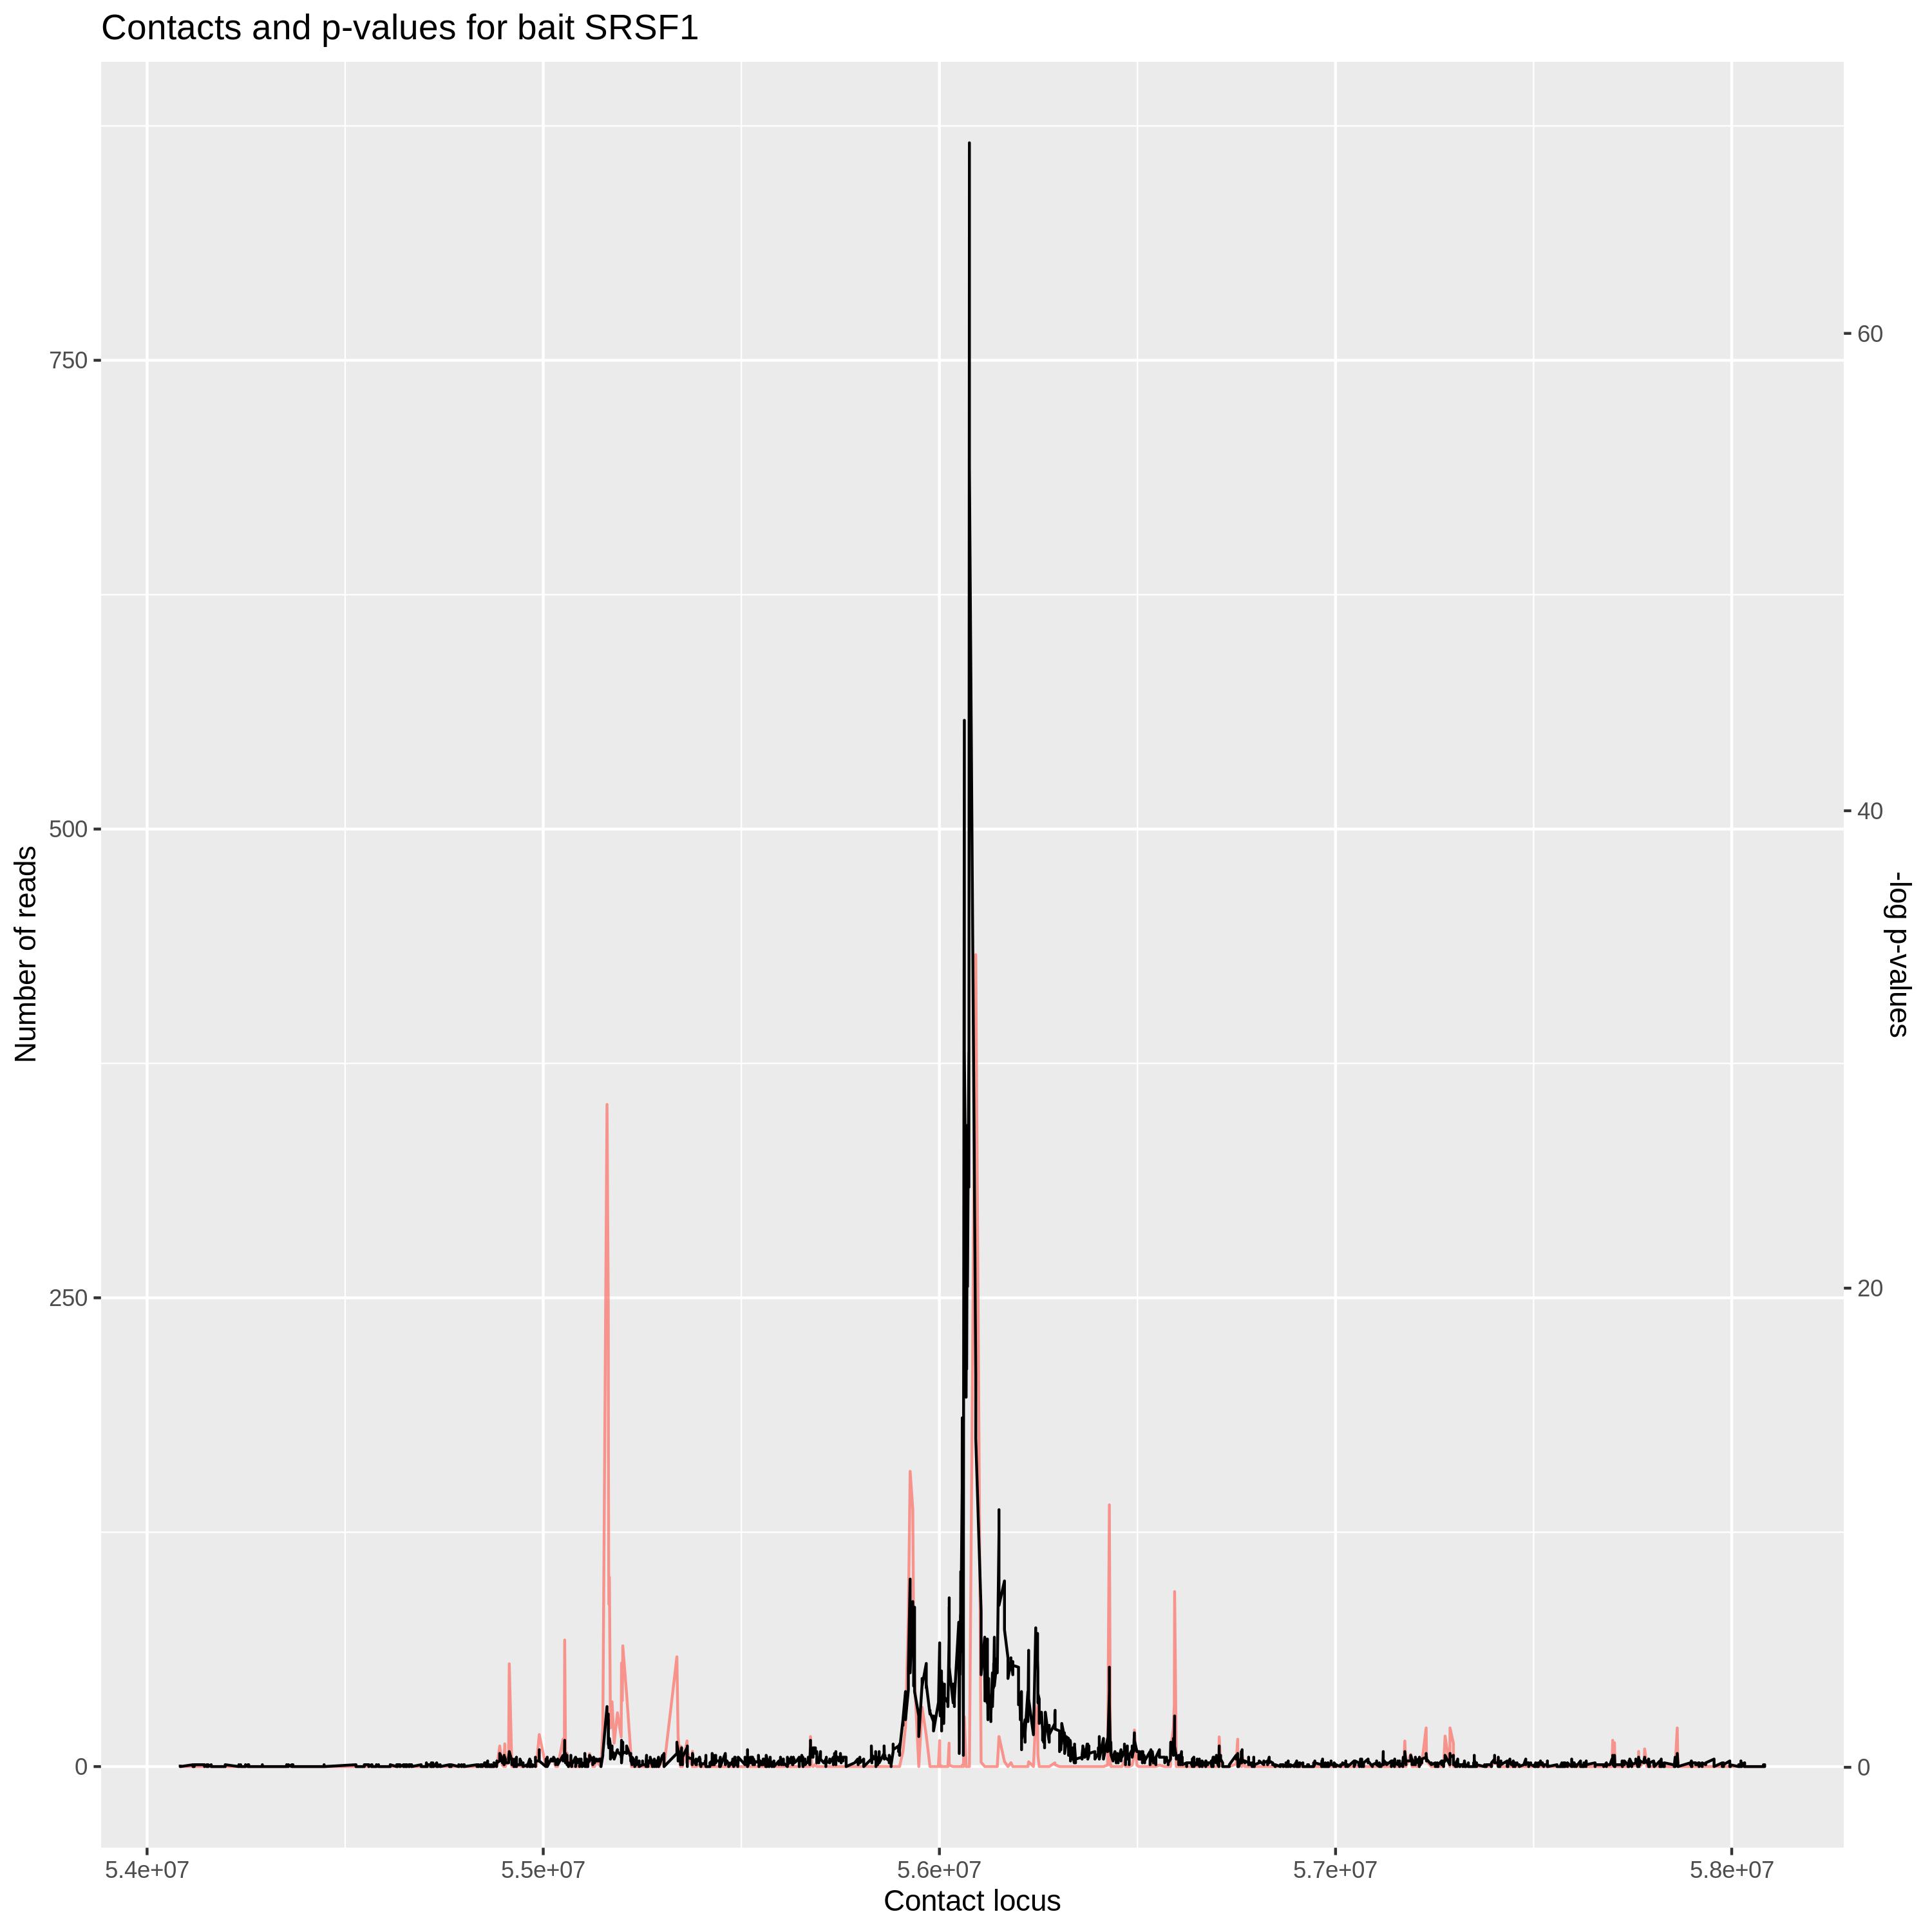 Contacts and p-values for bait SRSF1
Number of reads
750
500
250
0
60
40
20
0
-log p-values
5.4e+07
5.5e+07
5.6e+07
5.7e+07
5.8e+07
Contact locus